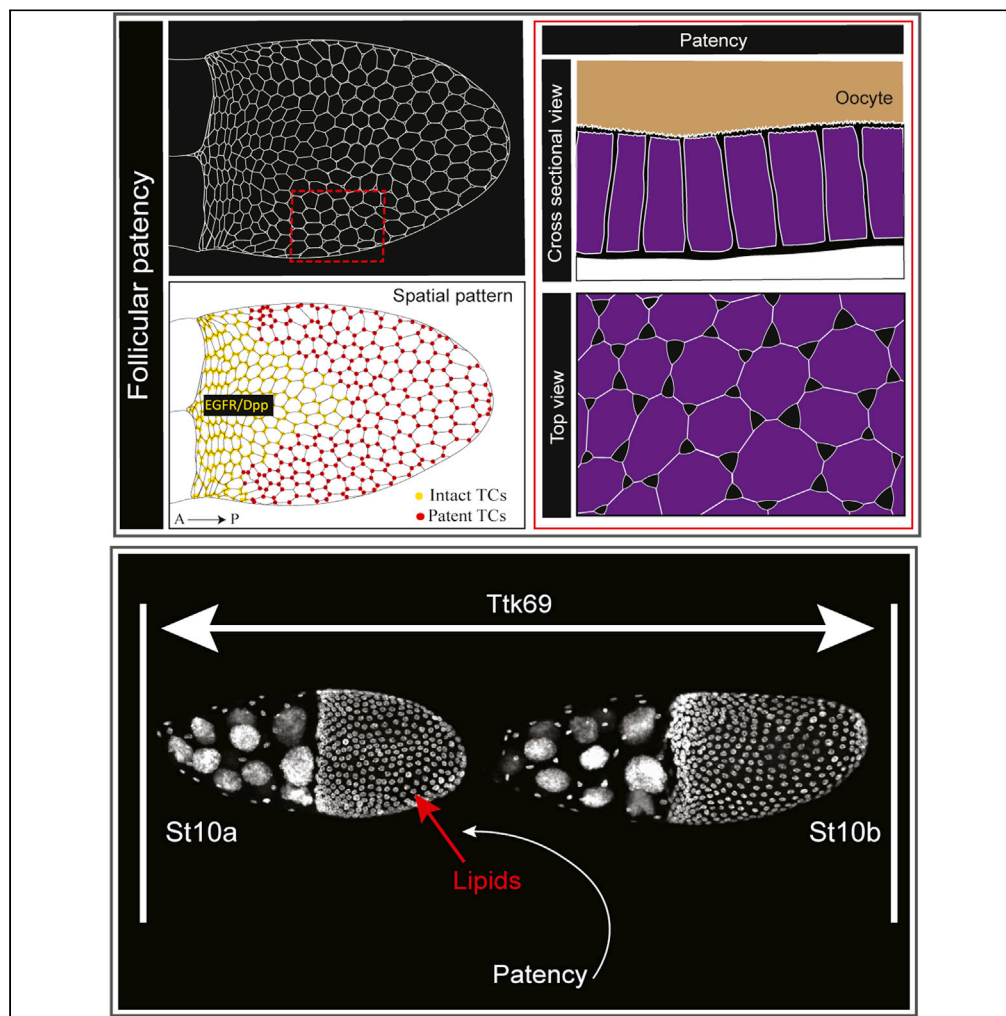 Follicular patency
Spatial pattern
EGFR/Dpp
Intact TCs
Patent TCs
A P
Patency
Cross sectional view
Oocyte
Top view
Ttk69
St10a
St10b
Lipids
Patency